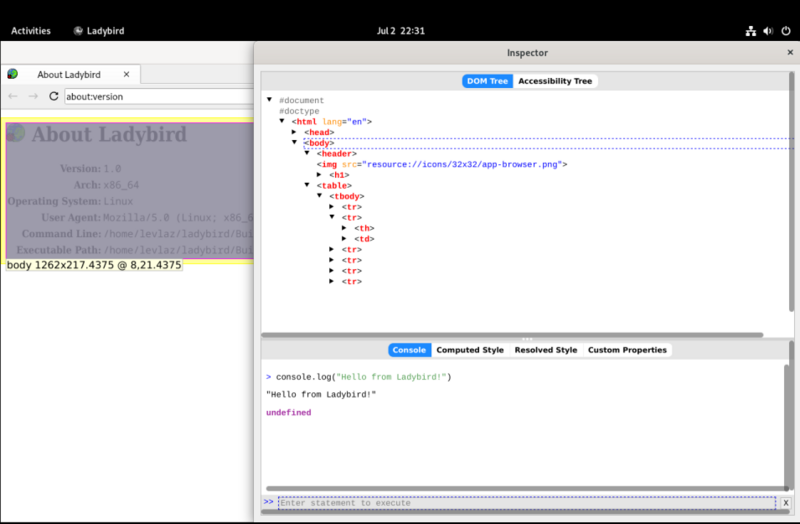 Activities Ladybird Jul 2 22:31
Inspector ×
About Ladybird ×
about:version
About Ladybird
Version: 1.0
Arch: x86_64
Operating System: Linux
User Agent: Mozilla/5.0 (Linux; x86_6
Command Line: /home/levlaz/ladybird/Bui
Executable Path: /home/levlaz/ladybird/Bui
body 1262x217.4375 @ 8,21.4375
DOM Tree Accessibility Tree
#document
#doctype
<html lang="en">
<head>
<body>
<header>
<img src="resource://icons/32x32/app-browser.png">
<h1>
<table>
<tbody>
<tr>
<tr>
<th>
<td>
<tr>
<tr>
<tr>
<tr>
Console Computed Style Resolved Style Custom Properties
> console.log("Hello from Ladybird!")
"Hello from Ladybird!"
undefined
>> Enter statement to execute X